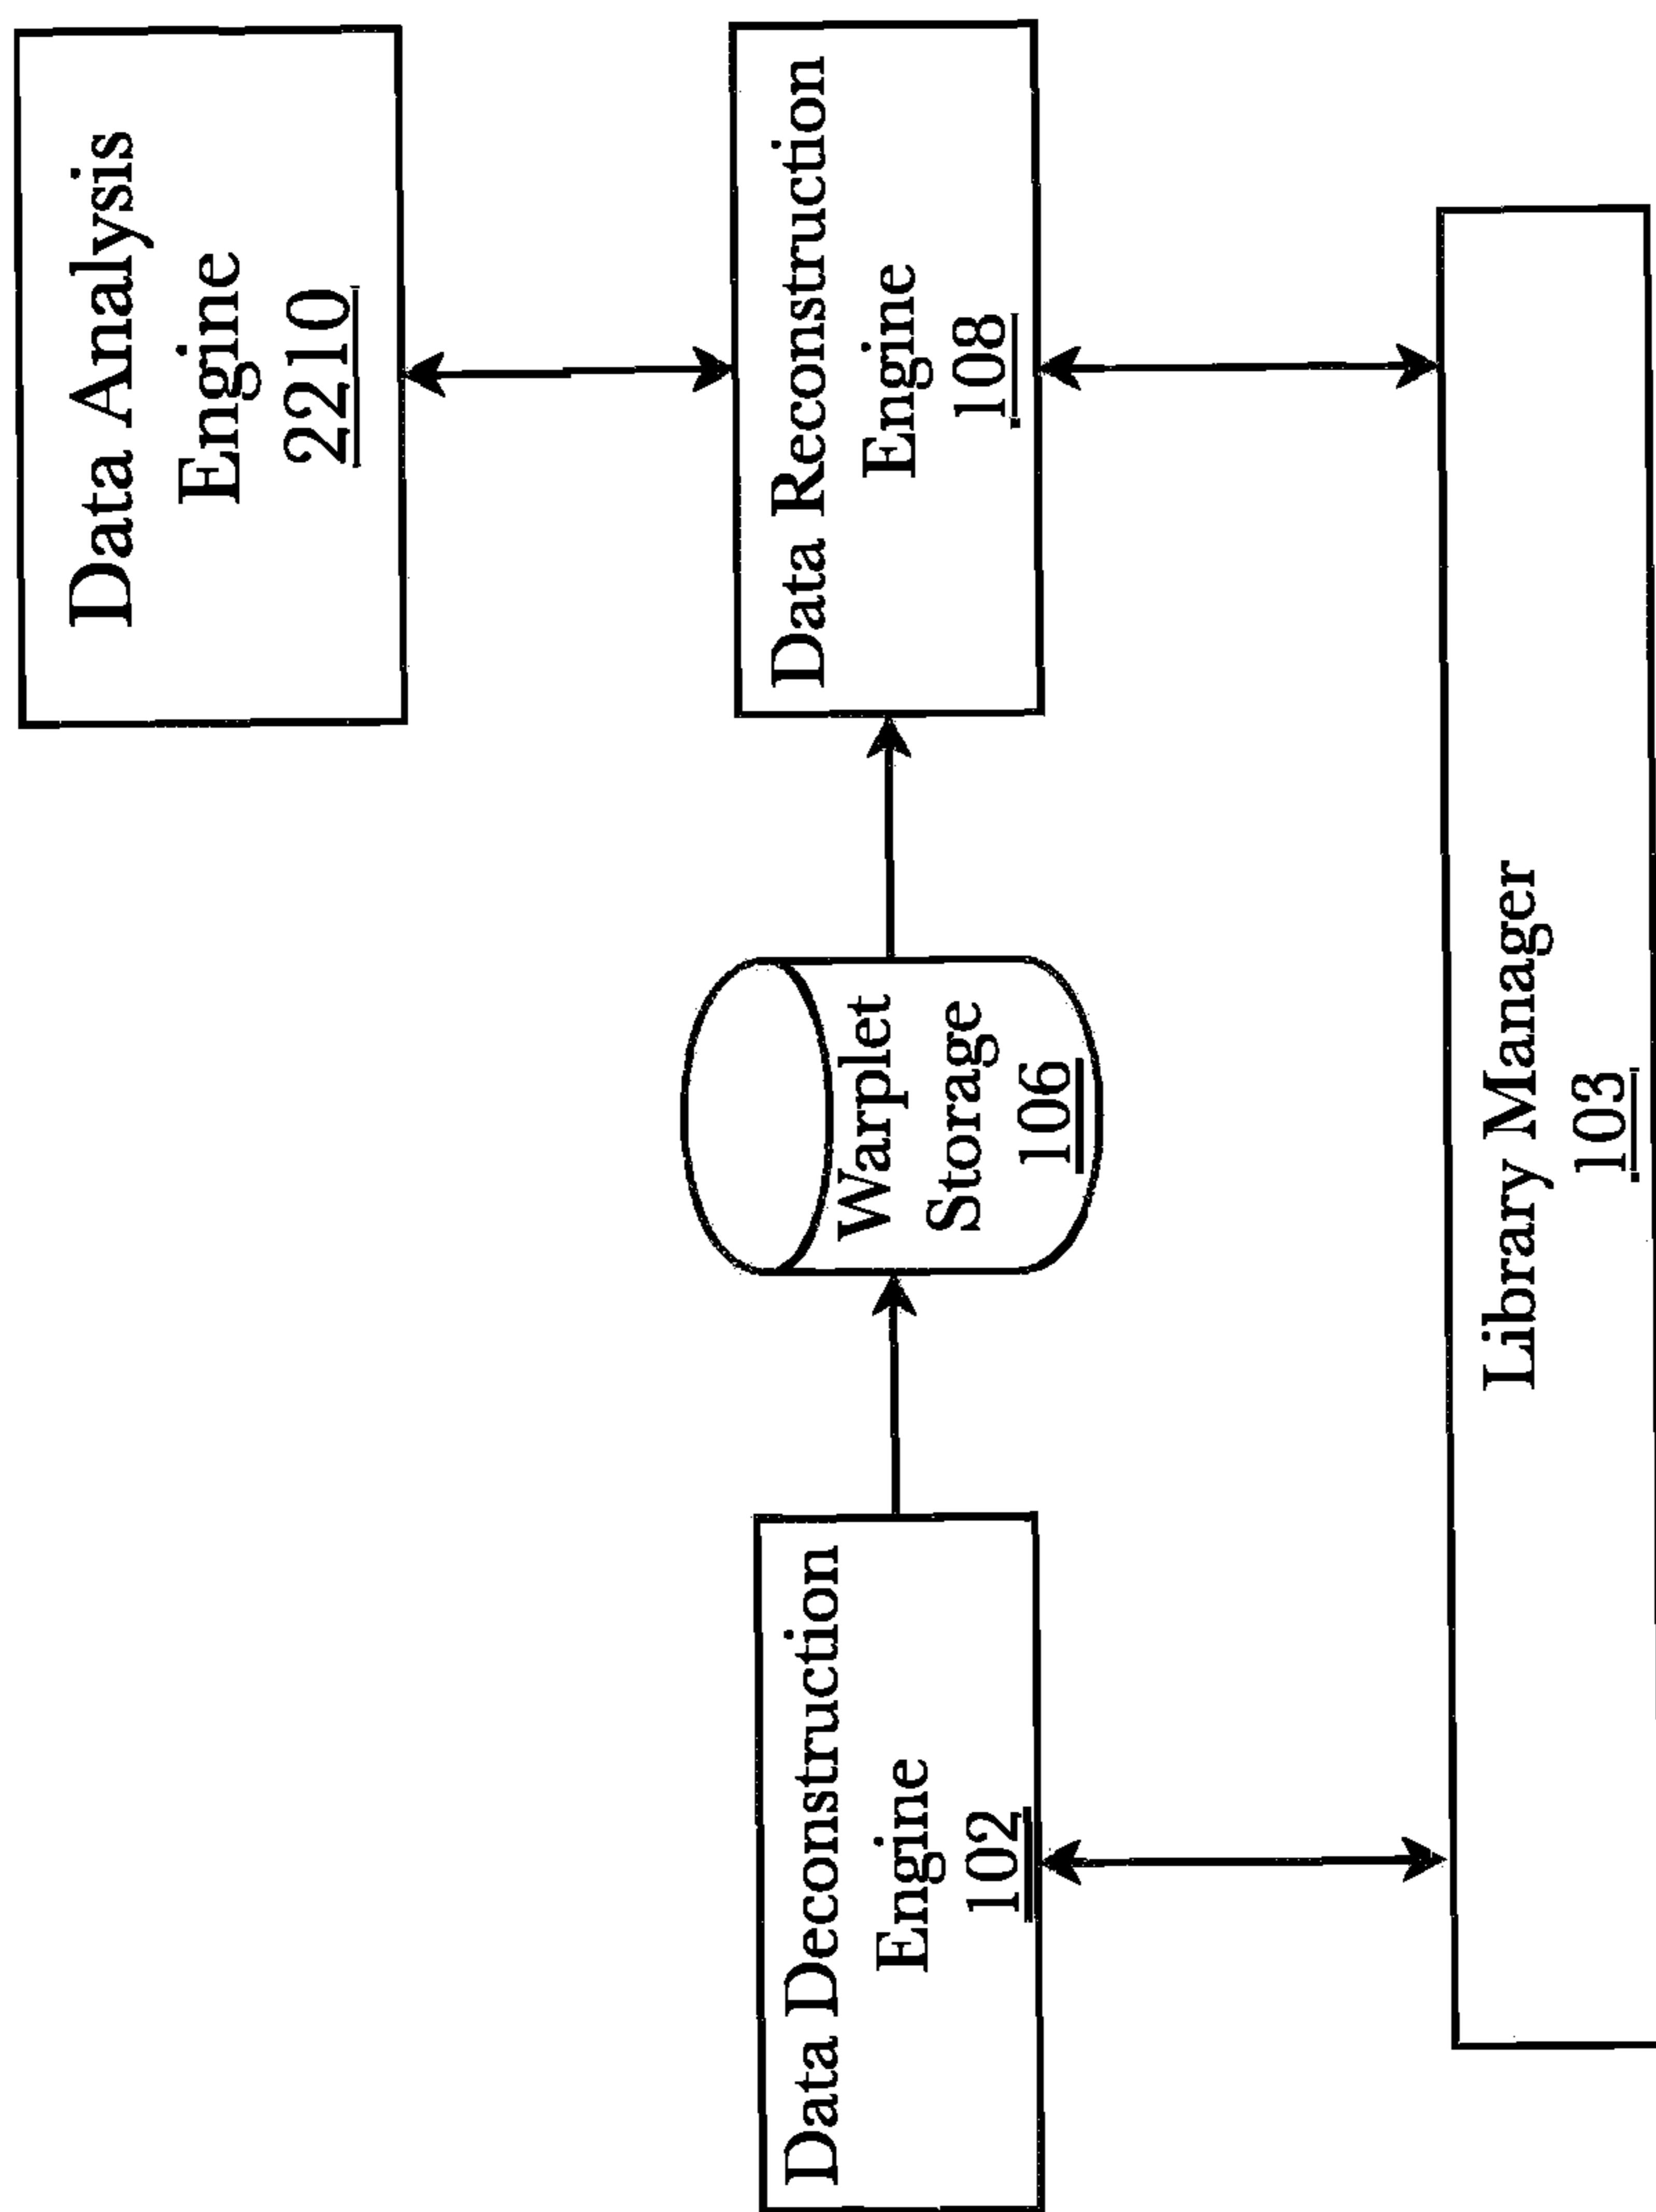 Data Analysis
Engine
2210
Data Deconstruction
Engine
102
Warplet
Storage
106
Data Reconstruction
Engine
108
Library Manager
103